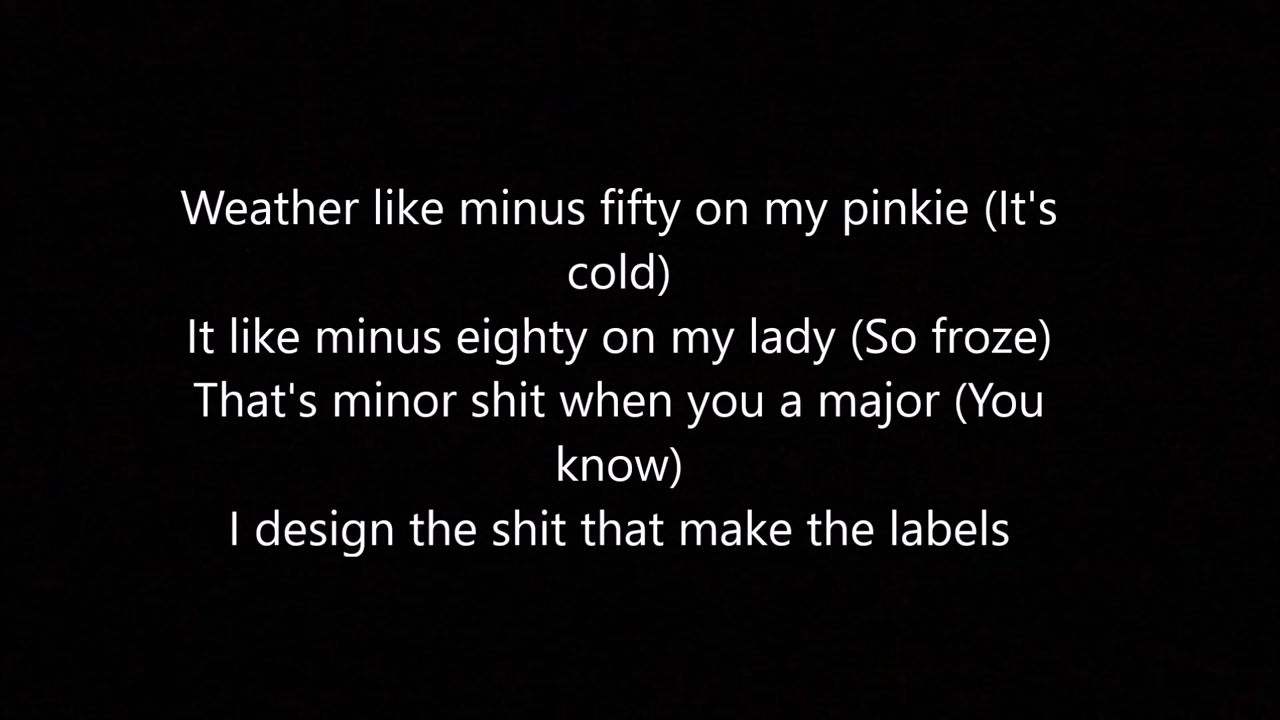 Weather like minus fifty on my pinkie (It's
cold)
It like minus eighty on my lady (So froze)
That's minor shit when you a major (You
know)
I design the shit that make the labels